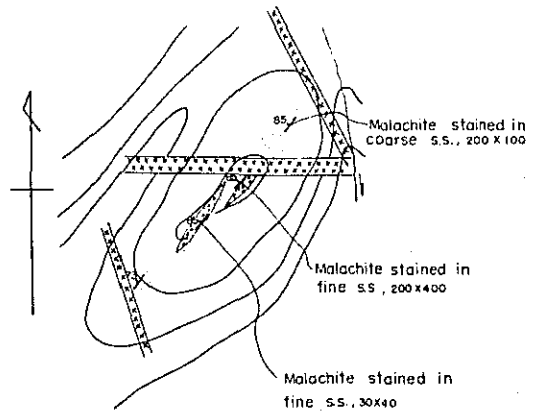 85
Malachite stained in
coarse s.s., 200 X 100
Malachite stained in
fine s.s , 200X400
Malachite stained in
fine s.s., 30X40